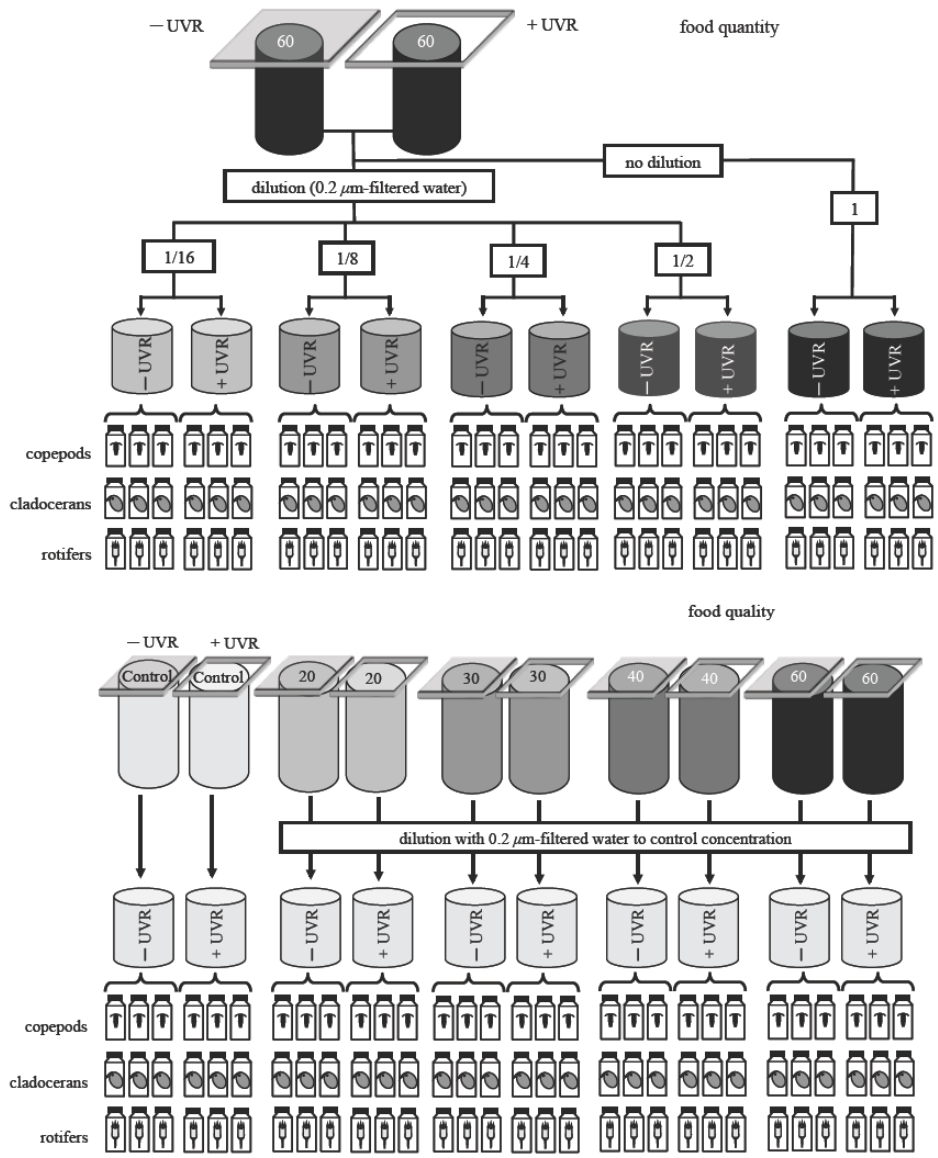 − UVR
60
60
+ UVR
food quantity
no dilution
dilution (0.2 μm-filtered water)
1
1/16
1/8
1/4
1/2
− UVR
+ UVR
− UVR
+ UVR
− UVR
+ UVR
− UVR
+ UVR
− UVR
+ UVR
copepods
cladocerans
rotifers
food quality
− UVR
+ UVR
Control
Control
20
20
30
30
40
40
60
60
dilution with 0.2 μm-filtered water to control concentration
− UVR
+ UVR
− UVR
+ UVR
− UVR
+ UVR
− UVR
+ UVR
− UVR
+ UVR
copepods
cladocerans
rotifers